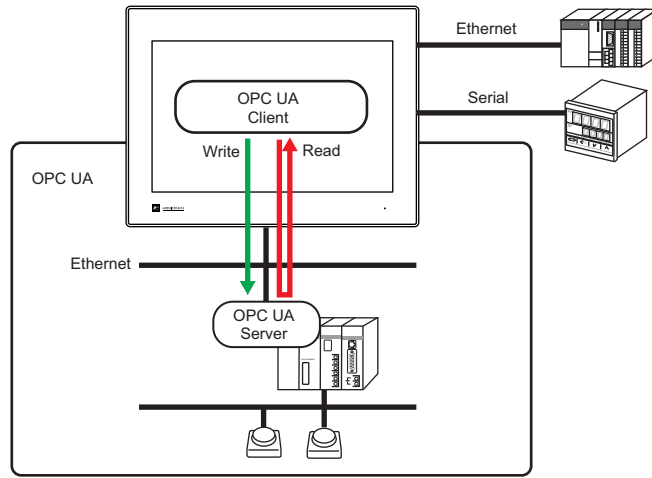 Ethernet
OPC UA
Client
Serial
Write
Read
OPC UA
Ethernet
OPC UA
Server